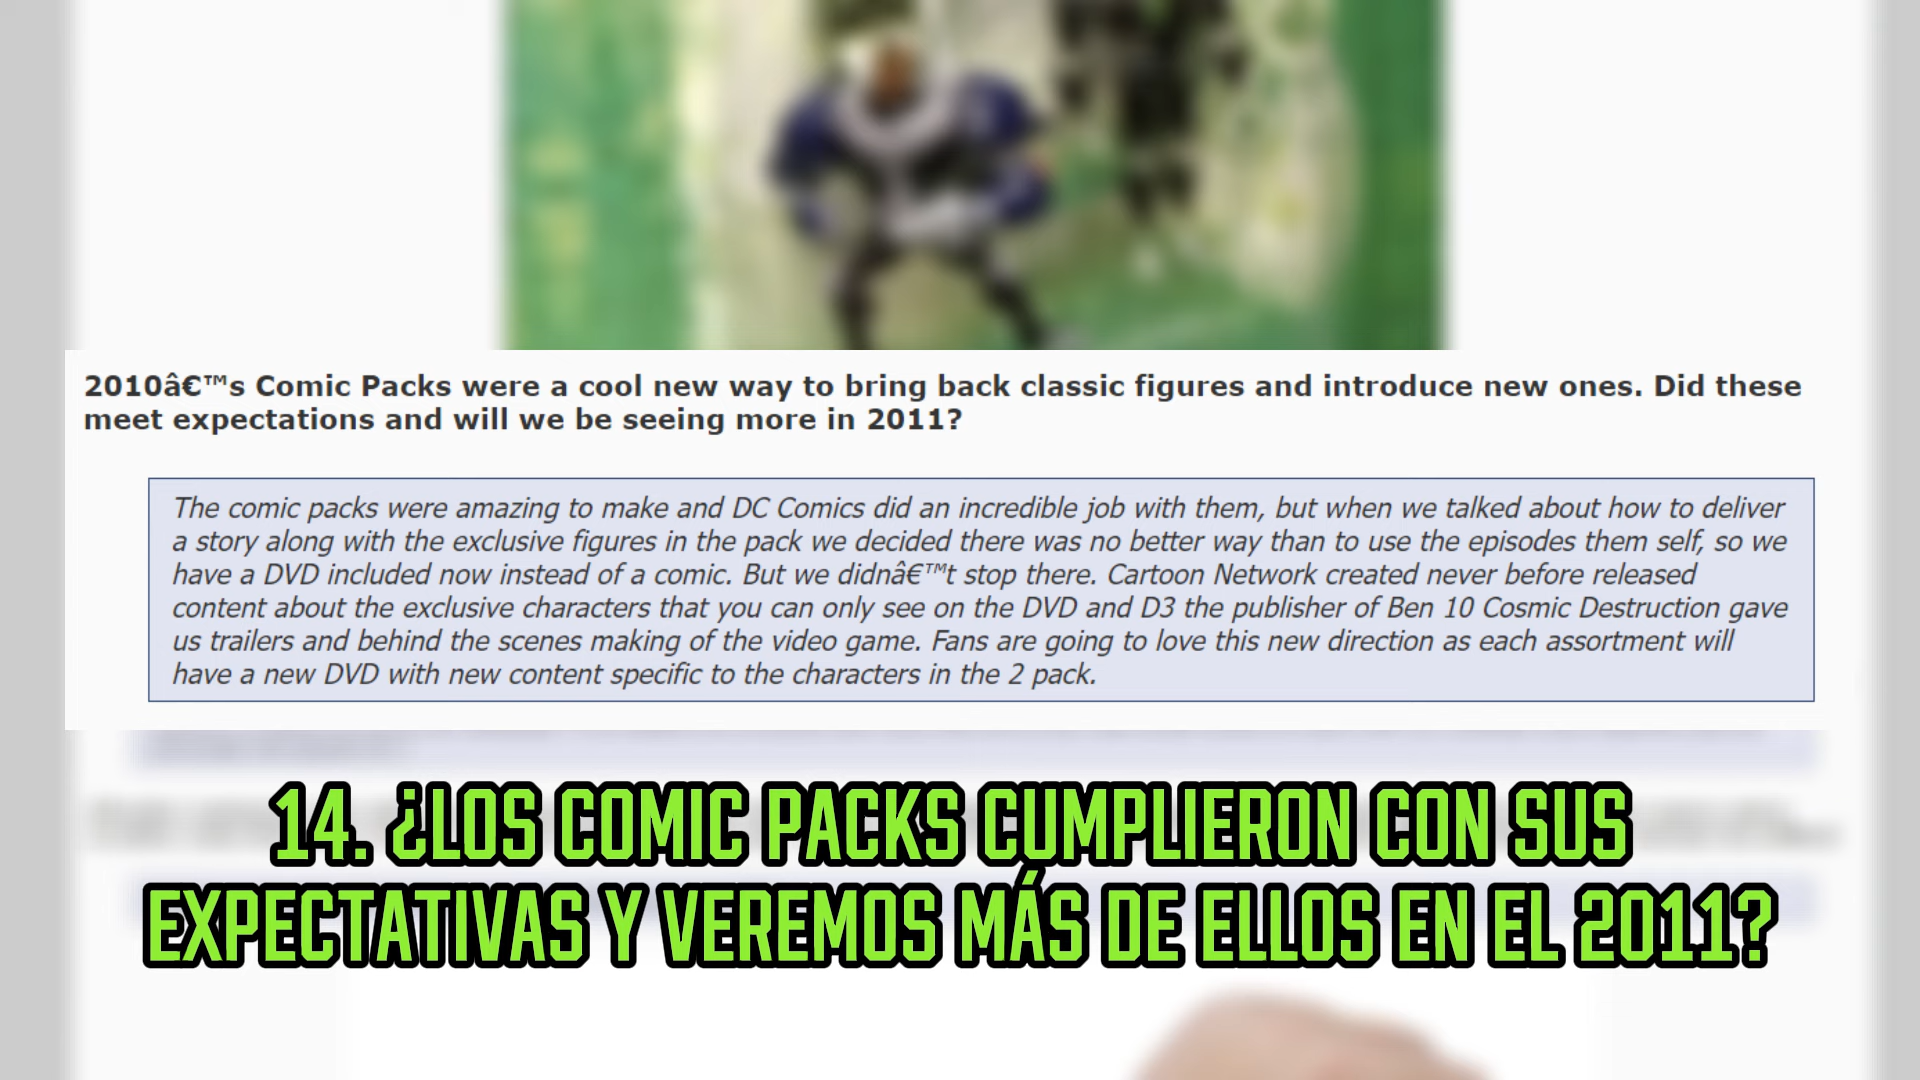 2010â€™s Comic Packs were a cool new way to bring back classic figures and introduce new ones. Did these
meet expectations and will we be seeing more in 2011?
The comic packs were amazing to make and DC Comics did an incredible job with them, but when we talked about how to deliver
a story along with the exclusive figures in the pack we decided there was no better way than to use the episodes them self, so we
have a DVD included now instead of a comic. But we didnâ€™t stop there. Cartoon Network created never before released
content about the exclusive characters that you can only see on the DVD and D3 the publisher of Ben 10 Cosmic Destruction gave
us trailers and behind the scenes making of the video game. Fans are going to love this new direction as each assortment will
have a new DVD with new content specific to the characters in the 2 pack.
14. ¿LOS COMIC PACKS CUMPLIERON CON SUS
EXPECTATIVAS Y VEREMOS MÁS DE ELLOS EN EL 2011?